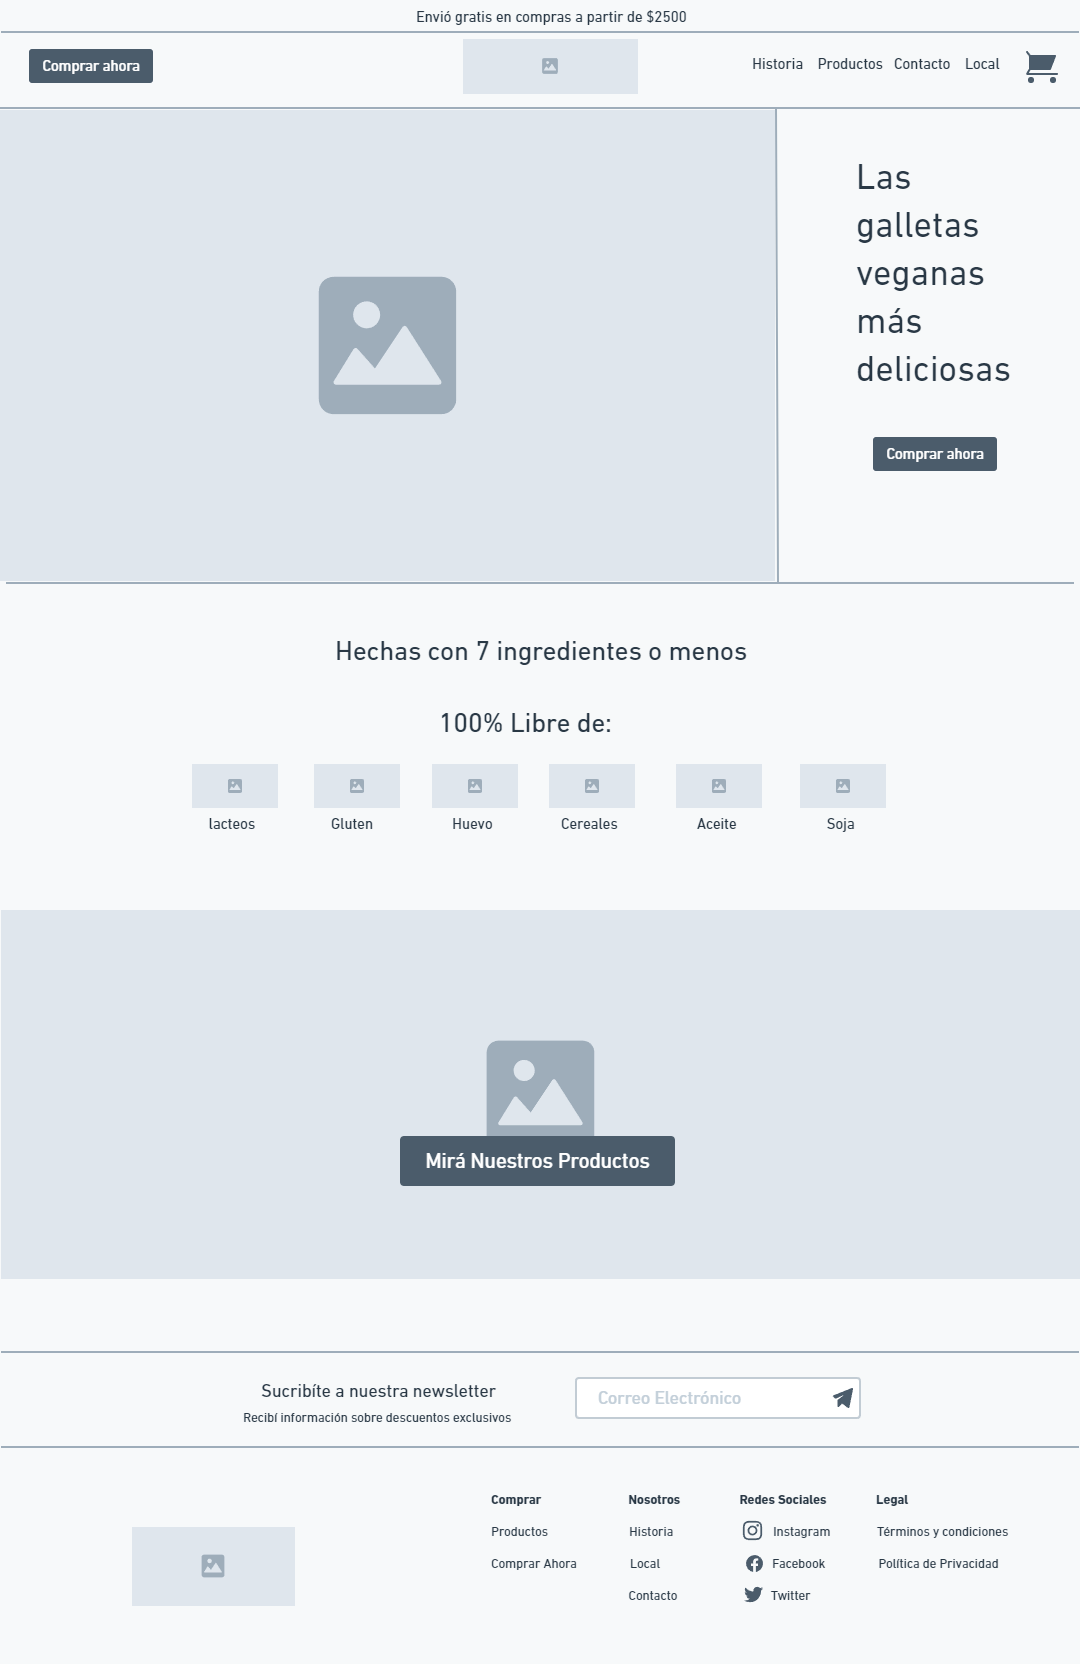 Envió gratis en compras a partir de $2500
Comprar ahora
Historia Productos Contacto Local
Las
galletas
veganas
más
deliciosas
Comprar ahora
Hechas con 7 ingredientes o menos
100% Libre de:
lacteos Gluten Huevo Cereales Aceite Soja
Mirá Nuestros Productos
Sucribíte a nuestra newsletter
Recibí información sobre descuentos exclusivos
Correo Electrónico
Comprar Nosotros Redes Sociales Legal
Productos Historia Instagram Términos y condiciones
Comprar Ahora Local Facebook Política de Privacidad
Contacto Twitter